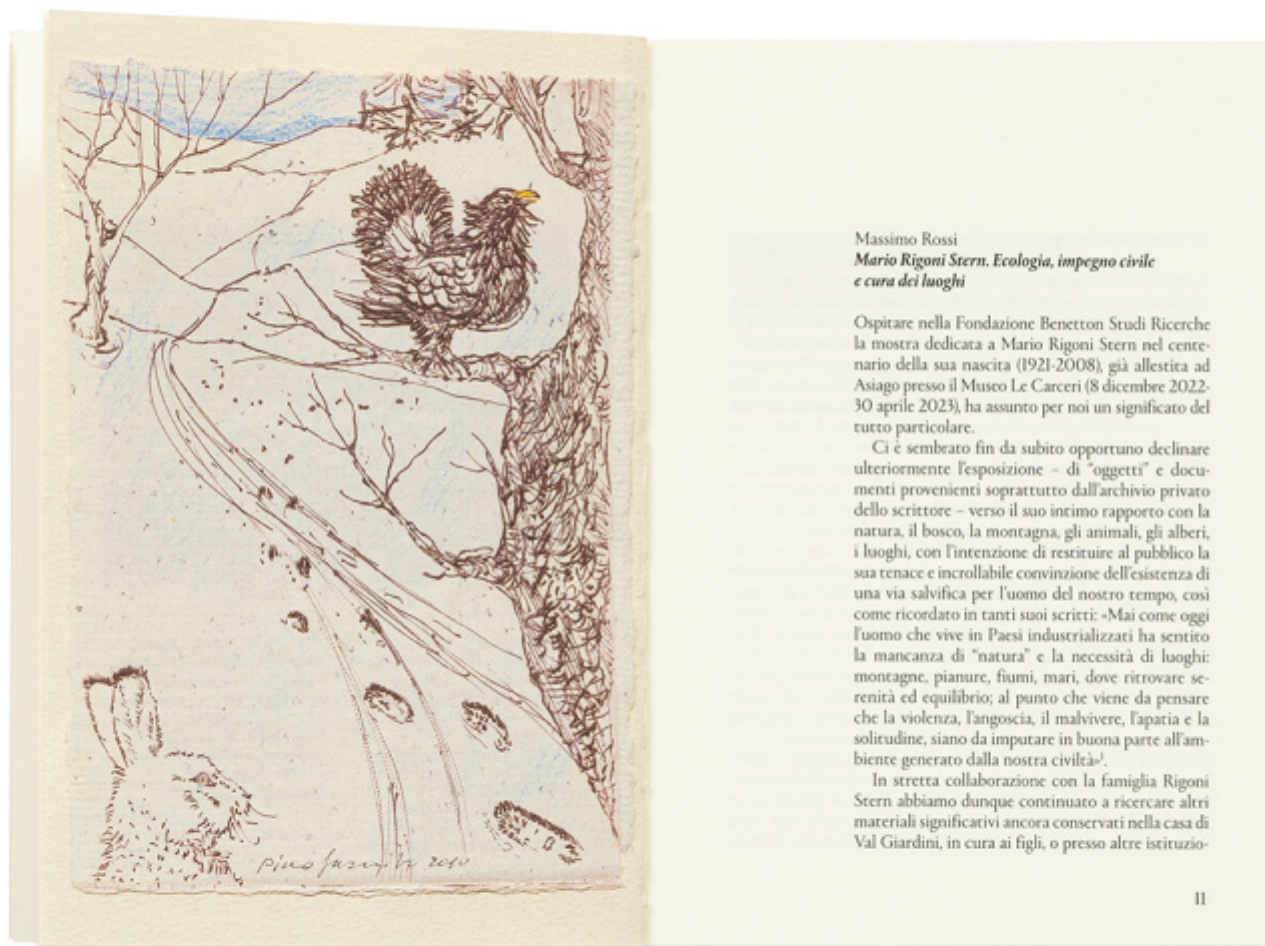 2010
Massimo Rossi
Mario Rigoni Stern. Ecologia, impegno civile
e cura dei luoghi
Ospitare nella Fondazione Benetton Studi Ricerche
la mostra dedicata a Mario Rigoni Stern nel cente-
nario della sua nascita (1921-2008), già allestita ad
Asiago presso il Museo Le Carceri (8 dicembre 2022-
30 aprile 2023), ha assunto per noi un significato del
tutto particolare.
Ci è sembrato fin da subito opportuno declinare
ulteriormente l'esposizione – di "oggetti" e docu-
menti provenienti soprattutto dall'archivio privato
dello scrittore – verso il suo intimo rapporto con la
natura, il bosco, la montagna, gli animali, gli alberi,
i luoghi, con l'intenzione di restituire al pubblico la
sua tenace e incrollabile convinzione dell'esistenza di
una via salvifica per l'uomo del nostro tempo, così
come ricordato in tanti suoi scritti: «Mai come oggi
l'uomo che vive in Paesi industrializzati ha sentito
la mancanza di "natura" e la necessità di luoghi:
montagne, pianure, fiumi, mari, dove ritrovare se-
renità ed equilibrio; al punto che viene da pensare
che la violenza, l'angoscia, il malvivere, l'apatia e la
solitudine, siano da imputare in buona parte all'am-
biente generato dalla nostra civiltà»¹.
In stretta collaborazione con la famiglia Rigoni
Stern abbiamo dunque continuato a ricercare altri
materiali significativi ancora conservati nella casa di
Val Giardini, in cura ai figli, o presso altre istituzio-
11